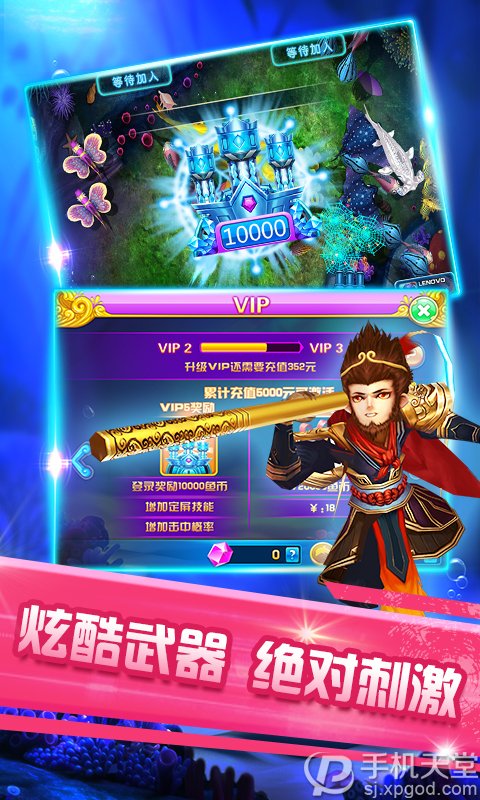 等待加入
等待加入
10000
LENOVO
VIP
VIP 2
VIP 3
升级VIP还需要充值352元
累计充值5000元
VIP5奖励
登录奖励10000鱼币
增加定屏技能
¥:18
增加击中概率
0
?
炫酷武器 绝对刺激
手机天堂
sj.xpgod.com